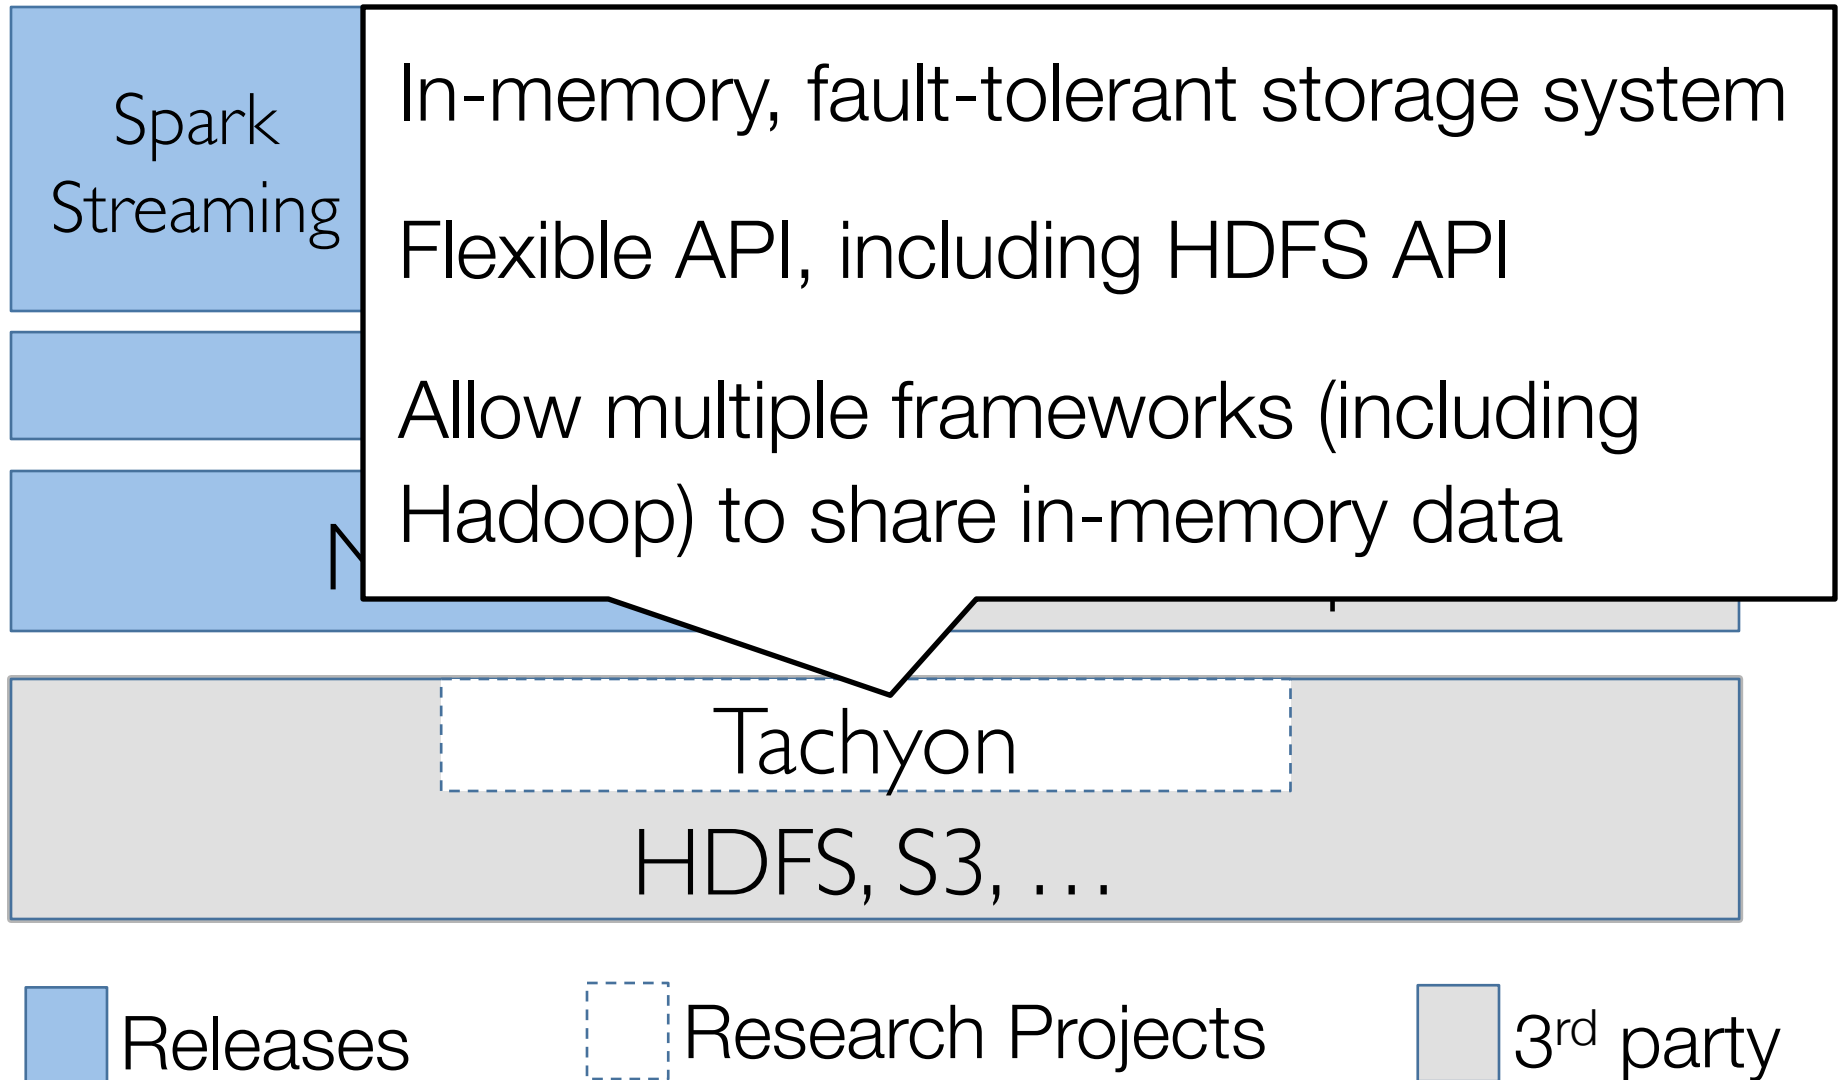 Spark
Streaming
In-memory, fault-tolerant storage system
Flexible API, including HDFS API
Allow multiple frameworks (including
Hadoop) to share in-memory data
Tachyon
HDFS, S3, …
Releases
Research Projects
3rd party